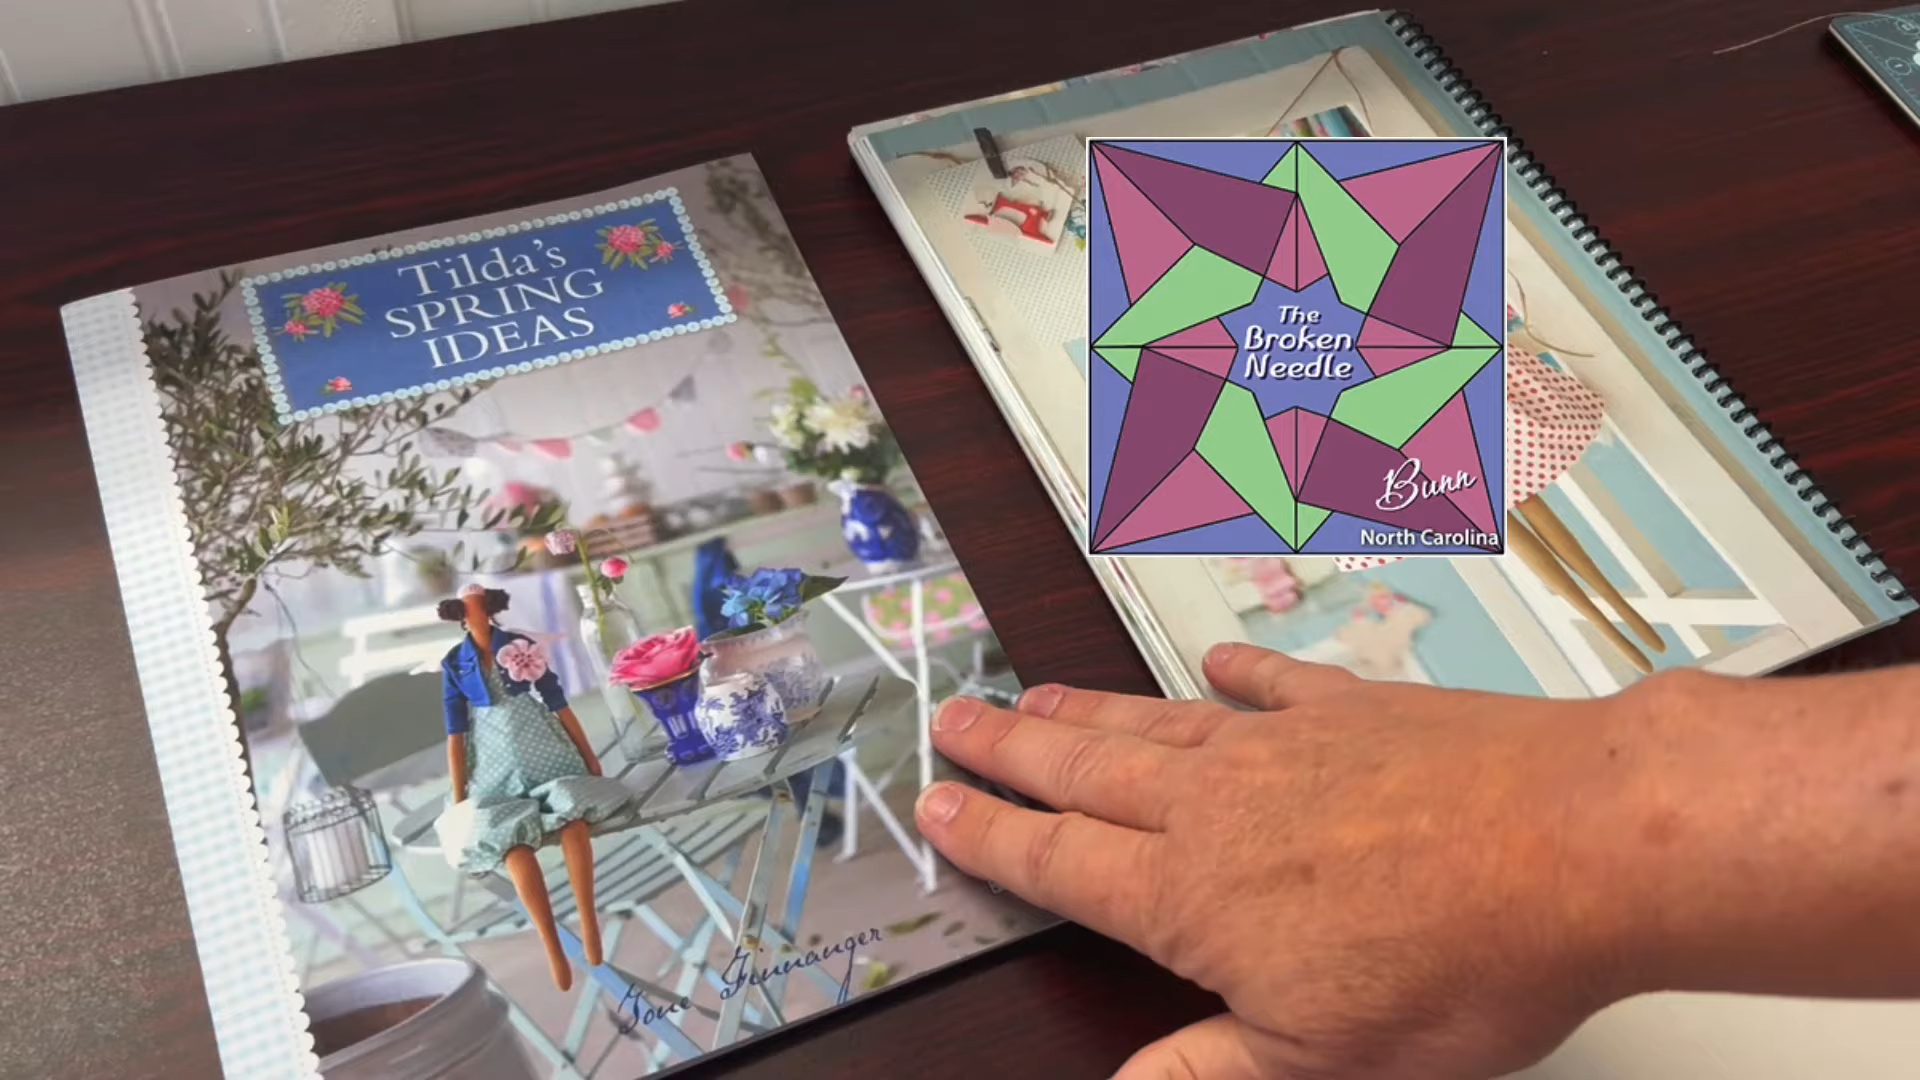 Tilda's
SPRING
IDEAS
Tone Finnanger
The
Broken
Needle
Bunn
North Carolina